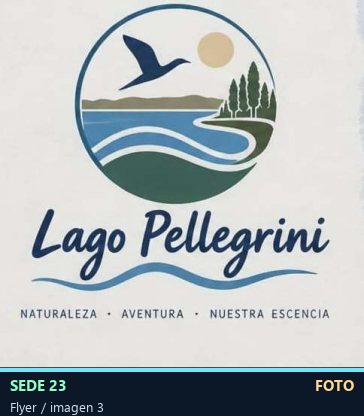 Lago Pellegrini
NATURALEZA • AVENTURA • NUESTRA ESCENCIA
SEDE 23
FOTO
Flyer / imagen 3